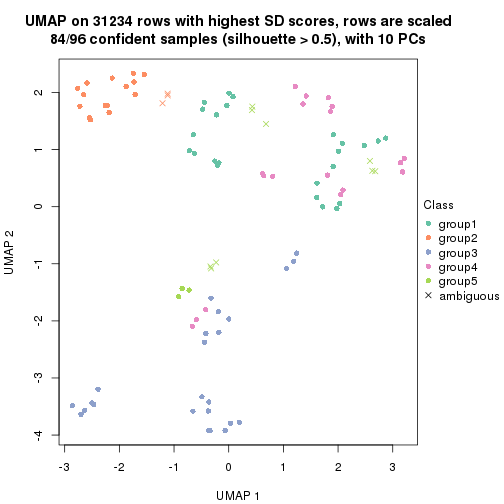 UMAP on 31234 rows with highest SD scores, rows are scaled
84/96 confident samples (silhouette > 0.5), with 10 PCs
2
1
0
-1
-2
-3
-4
UMAP 2
-3 -2 -1 0 1 2 3
UMAP 1
Class
group1
group2
group3
group4
group5
ambiguous